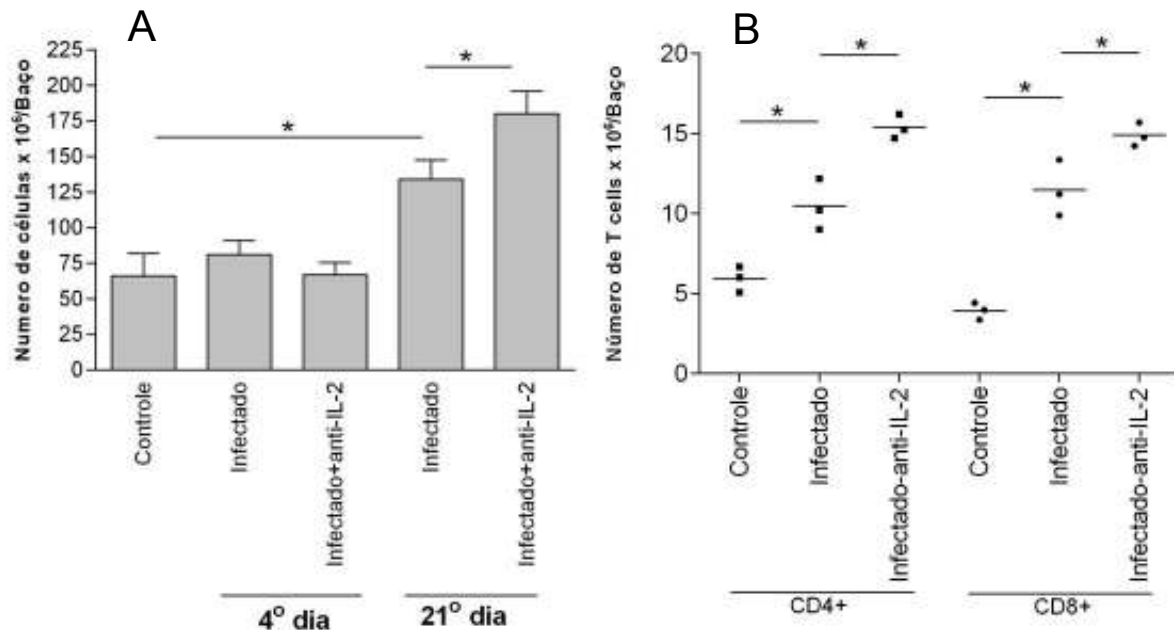 A
Numero de células x 10⁶/Baço
225
200
175
150
125
100
75
50
25
0
*
*
Controle
Infectado
Infectado+anti-IL-2
Infectado
Infectado+anti-IL-2
4º dia
21º dia
B
Número de T cells x 10⁶/Baço
20
15
10
5
0
*
*
*
*
Controle
Infectado
Infectado-anti-IL-2
Controle
Infectado
Infectado-anti-IL-2
CD4+
CD8+